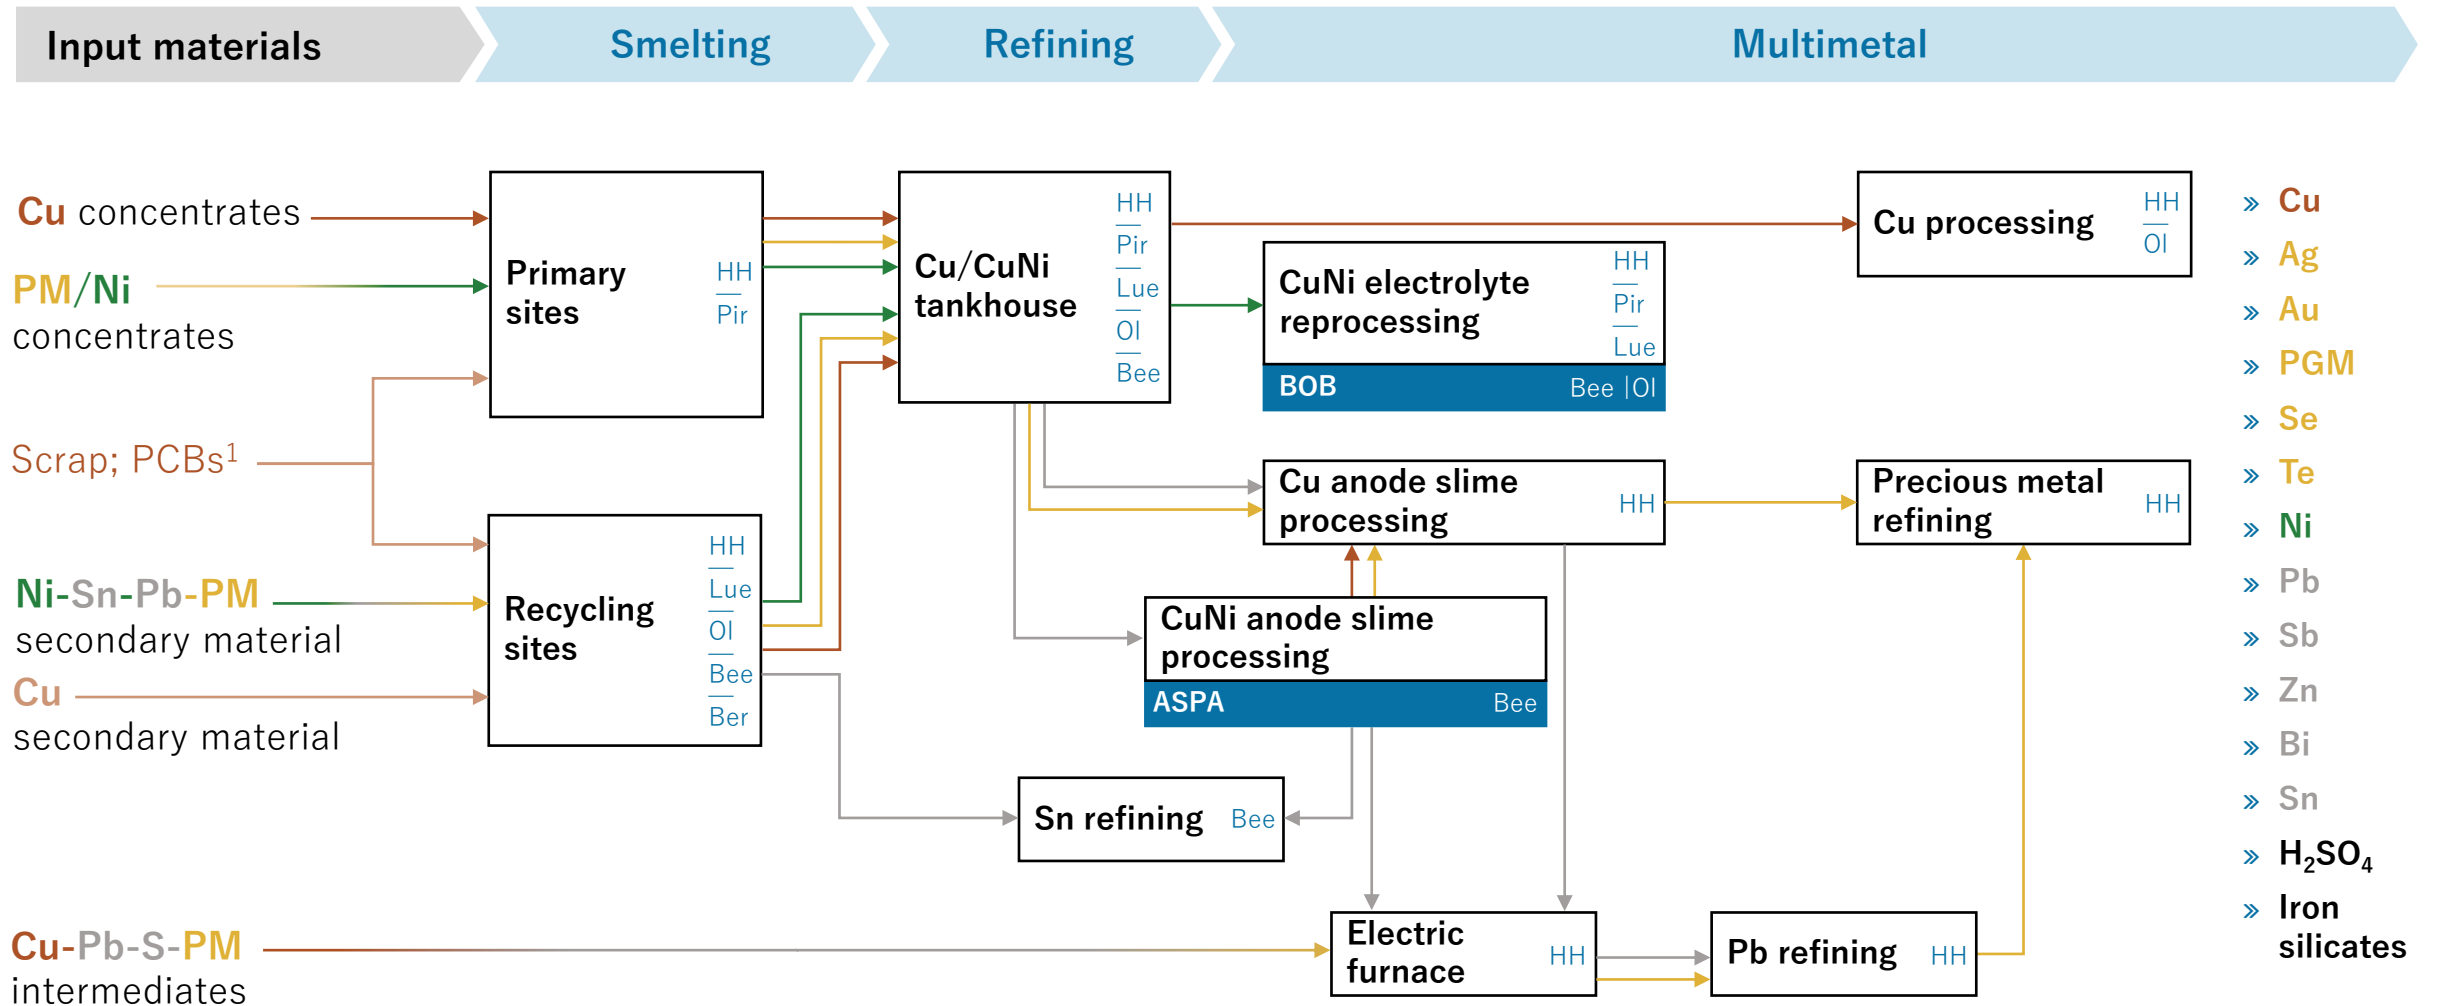 Input materials
Smelting
Refining
Multimetal
Cu concentrates
PM/Ni
concentrates
Scrap; PCBs1
Ni-Sn-Pb-PM
secondary material
Cu
secondary material
Cu-Pb-S-PM
intermediates
Primary
sites
HH
Pir
Recycling
sites
HH
Lue
Ol
Bee
Ber
Cu/CuNi
tankhouse
HH
Pir
Lue
Ol
Bee
CuNi electrolyte
reprocessing
HH
Pir
Lue
BOB
Bee |Ol
Cu anode slime
processing
HH
CuNi anode slime
processing
ASPA
Bee
Sn refining
Bee
Electric
furnace
HH
Pb refining
HH
Cu processing
HH
Ol
Precious metal
refining
HH
» Cu
» Ag
» Au
» PGM
» Se
» Te
» Ni
» Pb
» Sb
» Zn
» Bi
» Sn
» H2SO4
» Iron
silicates